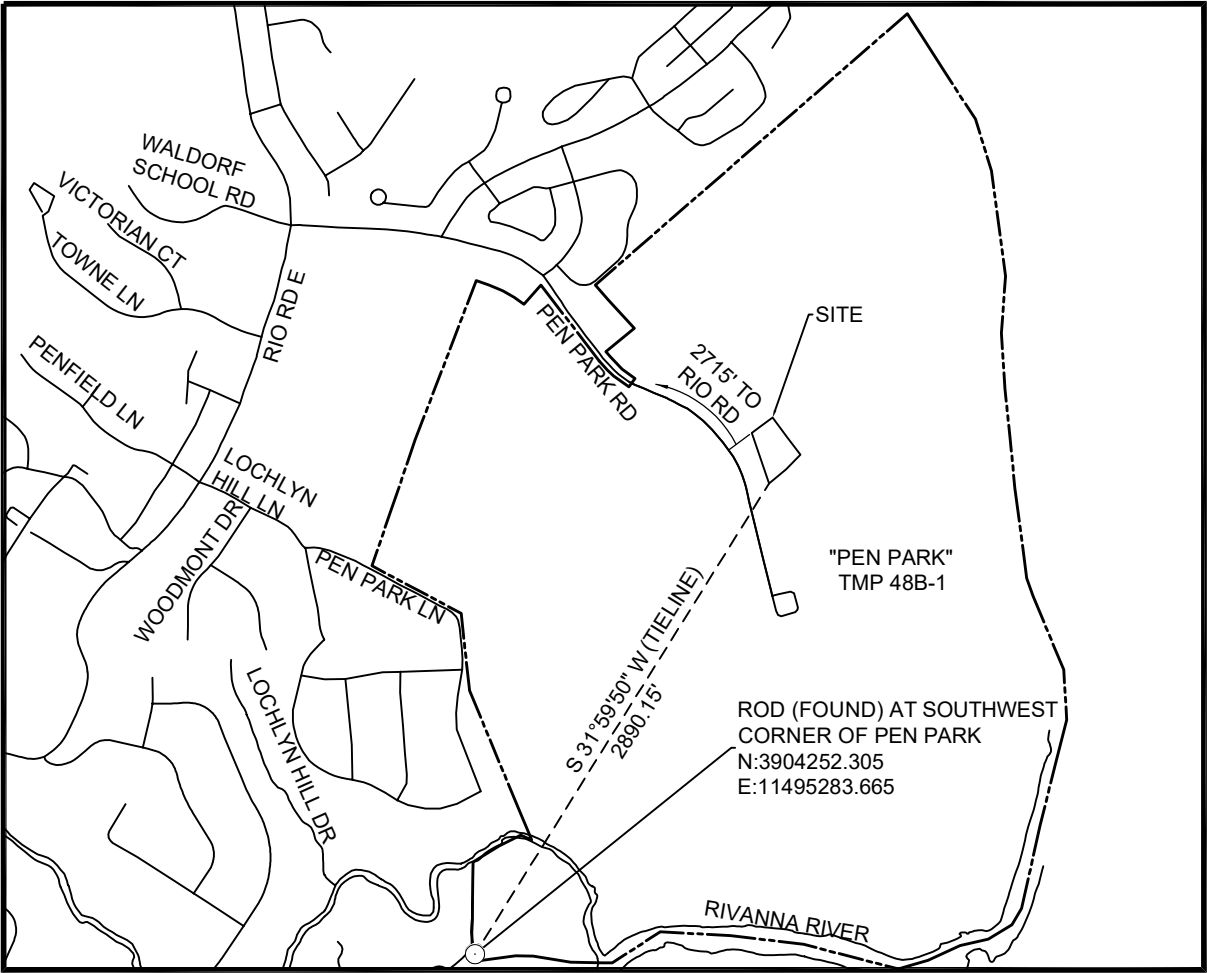 WALDORF
SCHOOL RD
VICTORIAN CT
TOWNE LN
RIO RD E
PENFIELD LN
PEN PARK RD
2715' TO
RIO RD
SITE
LOCHLYN
HILL LN
WOODMONT DR
PEN PARK LN
"PEN PARK"
TMP 48B-1
LOCHLYN HILL DR
S 31°59'50" W (TIELINE)
2890.15'
ROD (FOUND) AT SOUTHWEST
CORNER OF PEN PARK
N:3904252.305
E:11495283.665
RIVANNA RIVER